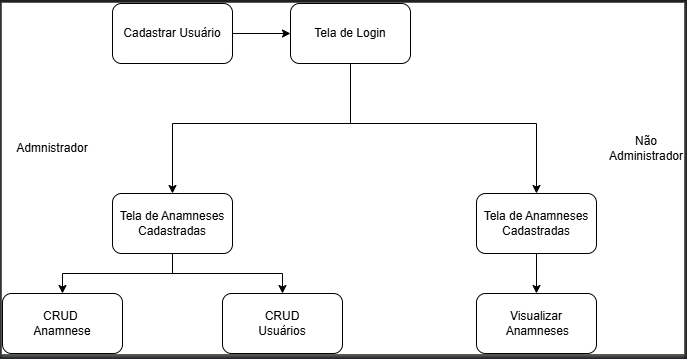 Cadastrar Usuário
Tela de Login
Admnistrador
Não
Administrador
Tela de Anamneses
Cadastradas
Tela de Anamneses
Cadastradas
CRUD
Anamnese
CRUD
Usuários
Visualizar
Anamneses